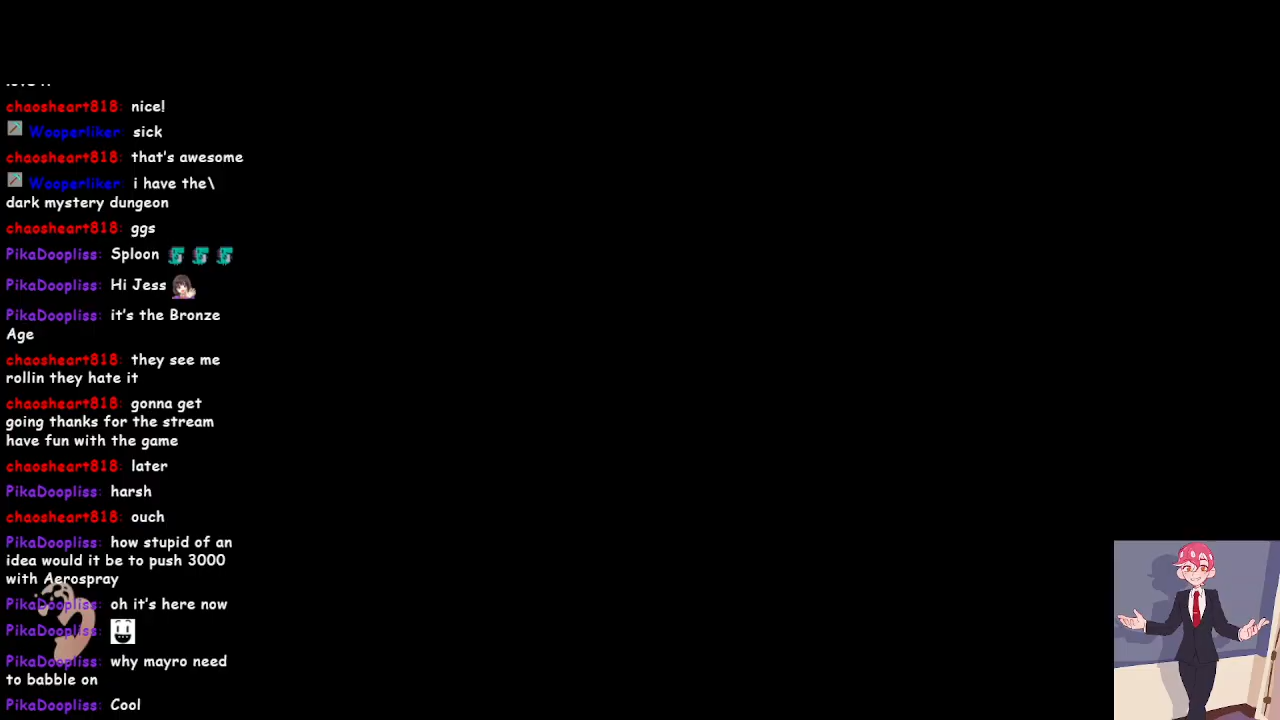 chaosheart818: nice!
Wooperliker: sick
chaosheart818: that's awesome
Wooperliker: i have the\
dark mystery dungeon
chaosheart818: ggs
PikaDoopliss: Sploon
PikaDoopliss: Hi Jess
PikaDoopliss: it's the Bronze
Age
chaosheart818: they see me
rollin they hate it
chaosheart818: gonna get
going thanks for the stream
have fun with the game
chaosheart818: later
PikaDoopliss: harsh
chaosheart818: ouch
PikaDoopliss: how stupid of an
idea would it be to push 3000
with Aerospray
PikaDoopliss: oh it's here now
PikaDoopliss:
PikaDoopliss: why mayro need
to babble on
PikaDoopliss: Cool